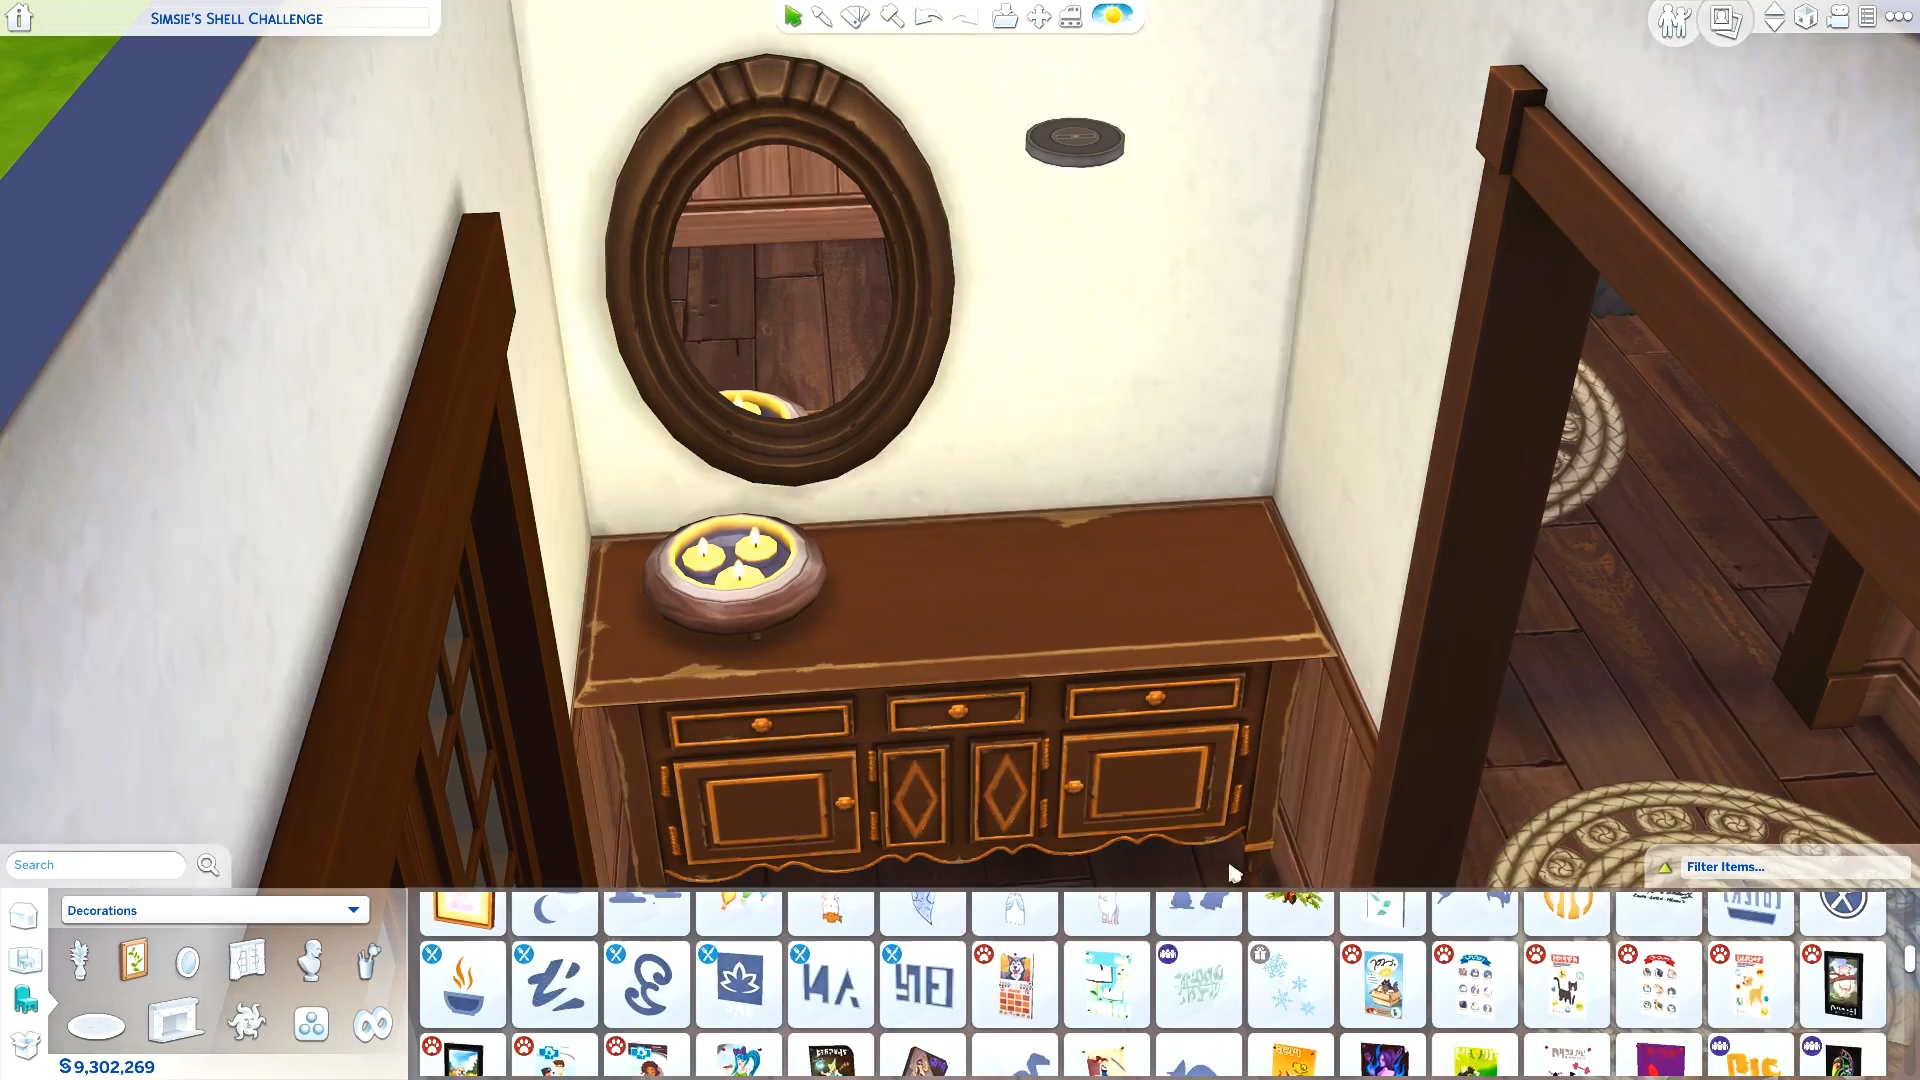 Simsie's Shell Challenge
Search
Filter Items...
Decorations
§9,302,269